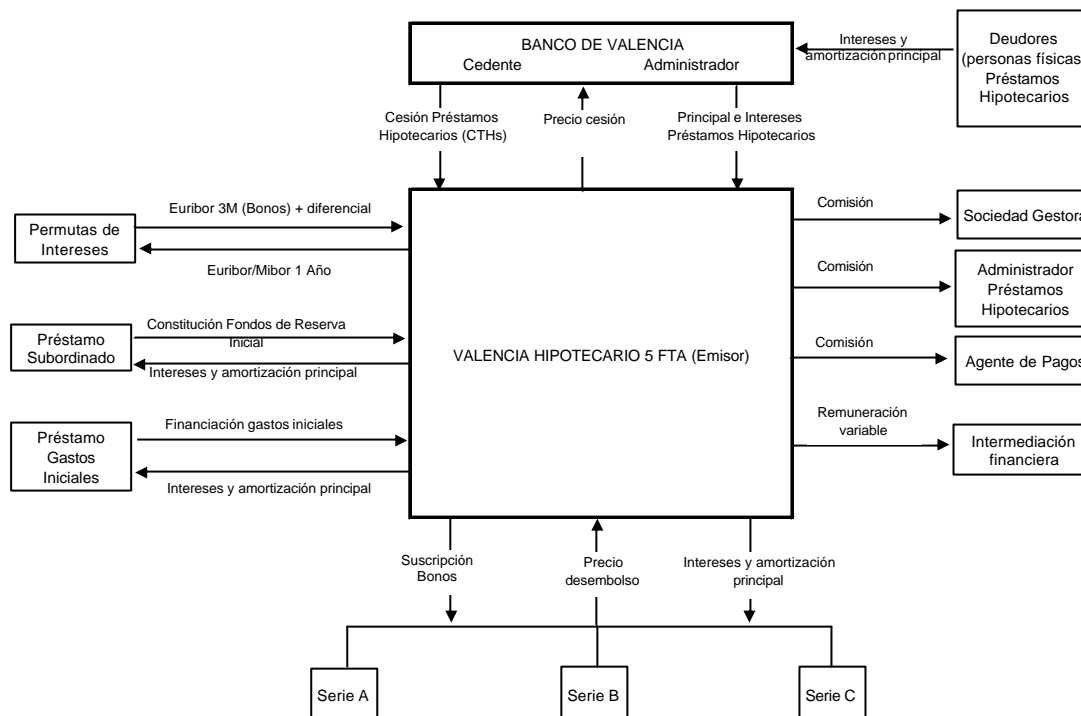 BANCO DE VALENCIA
Cedente Administrador
Intereses y
amortización principal
Deudores
(personas físicas
Préstamos
Hipotecarios
Cesión Préstamos
Hipotecarios (CTHs)
Precio cesión
Principal e Intereses
Préstamos Hipotecarios
Euribor 3M (Bonos) + diferencial
Permutas de
Intereses
Euribor/Mibor 1 Año
Comisión
Sociedad Gestora
Comisión
Administrador
Préstamos
Hipotecarios
Constitución Fondos de Reserva
Inicial
Préstamo
Subordinado
Intereses y amortización principal
VALENCIA HIPOTECARIO 5 FTA (Emisor)
Comisión
Agente de Pagos
Financiación gastos iniciales
Préstamo
Gastos
Iniciales
Intereses y amortización principal
Remuneración
variable
Intermediación
financiera
Suscripción
Bonos
Precio
desembolso
Intereses y amortización
principal
Serie A
Serie B
Serie C